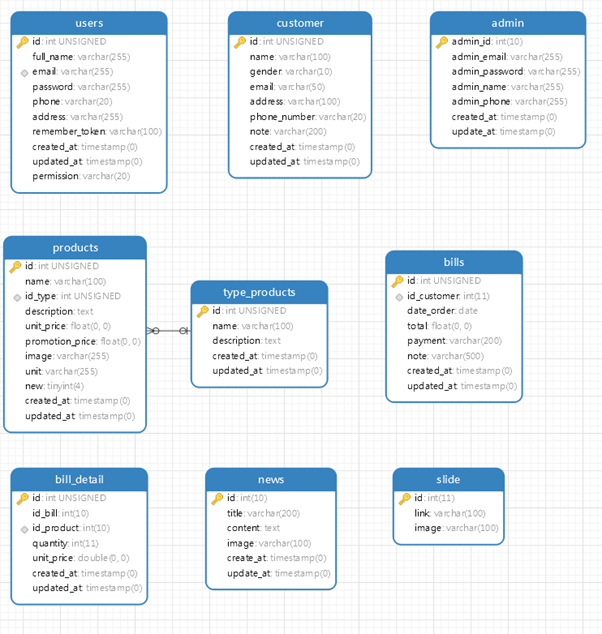 users
id: int UNSIGNED
full_name: varchar(255)
email: varchar(255)
password: varchar(255)
phone: varchar(20)
address: varchar(255)
remember_token: varchar(100)
created_at: timestamp(0)
updated_at: timestamp(0)
permission: varchar(20)
customer
id: int UNSIGNED
name: varchar(100)
gender: varchar(10)
email: varchar(50)
address: varchar(100)
phone_number: varchar(20)
note: varchar(200)
created_at: timestamp(0)
updated_at: timestamp(0)
admin
admin_id: int(10)
admin_email: varchar(255)
admin_password: varchar(255)
admin_name: varchar(255)
admin_phone: varchar(255)
created_at: timestamp(0)
update_at: timestamp(0)
products
id: int UNSIGNED
name: varchar(100)
id_type: int UNSIGNED
description: text
unit_price: float(0, 0)
promotion_price: float(0, 0)
image: varchar(255)
unit: varchar(255)
new: tinyint(4)
created_at: timestamp(0)
updated_at: timestamp(0)
type_products
id: int UNSIGNED
name: varchar(100)
description: text
created_at: timestamp(0)
updated_at: timestamp(0)
bills
id: int UNSIGNED
id_customer: int(11)
date_order: date
total: float(0, 0)
payment: varchar(200)
note: varchar(500)
created_at: timestamp(0)
updated_at: timestamp(0)
bill_detail
id: int UNSIGNED
id_bill: int(10)
id_product: int(10)
quantity: int(11)
unit_price: double(0, 0)
created_at: timestamp(0)
updated_at: timestamp(0)
news
id: int(10)
title: varchar(200)
content: text
image: varchar(100)
create_at: timestamp(0)
update_at: timestamp(0)
slide
id: int(11)
link: varchar(100)
image: varchar(100)